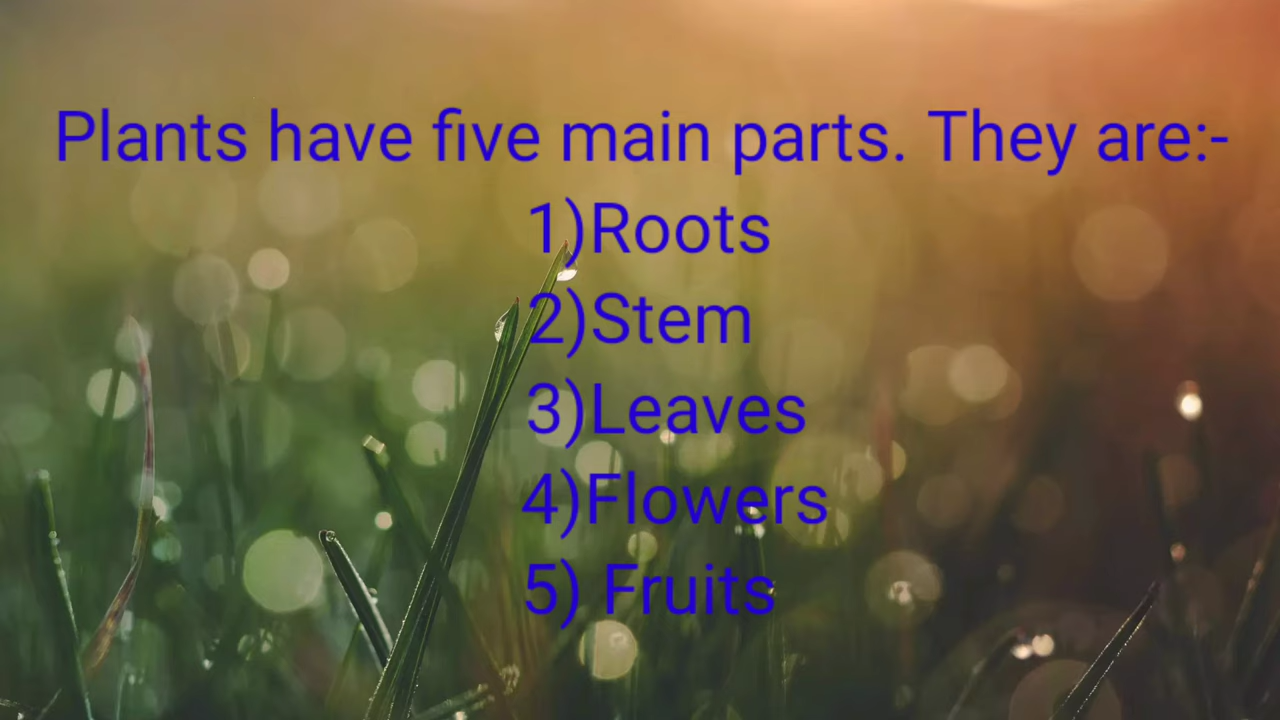 Plants have five main parts. They are:-
1)Roots
2)Stem
3)Leaves
4)Flowers
5) Fruits